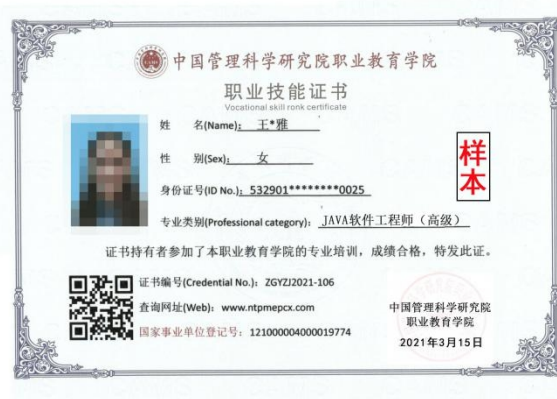 中国管理科学研究院职业教育学院
职业技能证书
Vocational skill ronk certificate
姓 名(Name): 王*雅
性 别(Sex): 女
身份证号(ID No.): 532901********0025
样本
专业类别(Professional category): JAVA软件工程师（高级）
证书持有者参加了本职业教育学院的专业培训，成绩合格，特发此证。
证书编号(Credential No.): ZGYZJ2021-106
查询网址(Web): www.ntpmepcx.com
国家事业单位登记号: 121000004000019774
中国管理科学研究院
职业教育学院
2021年3月15日